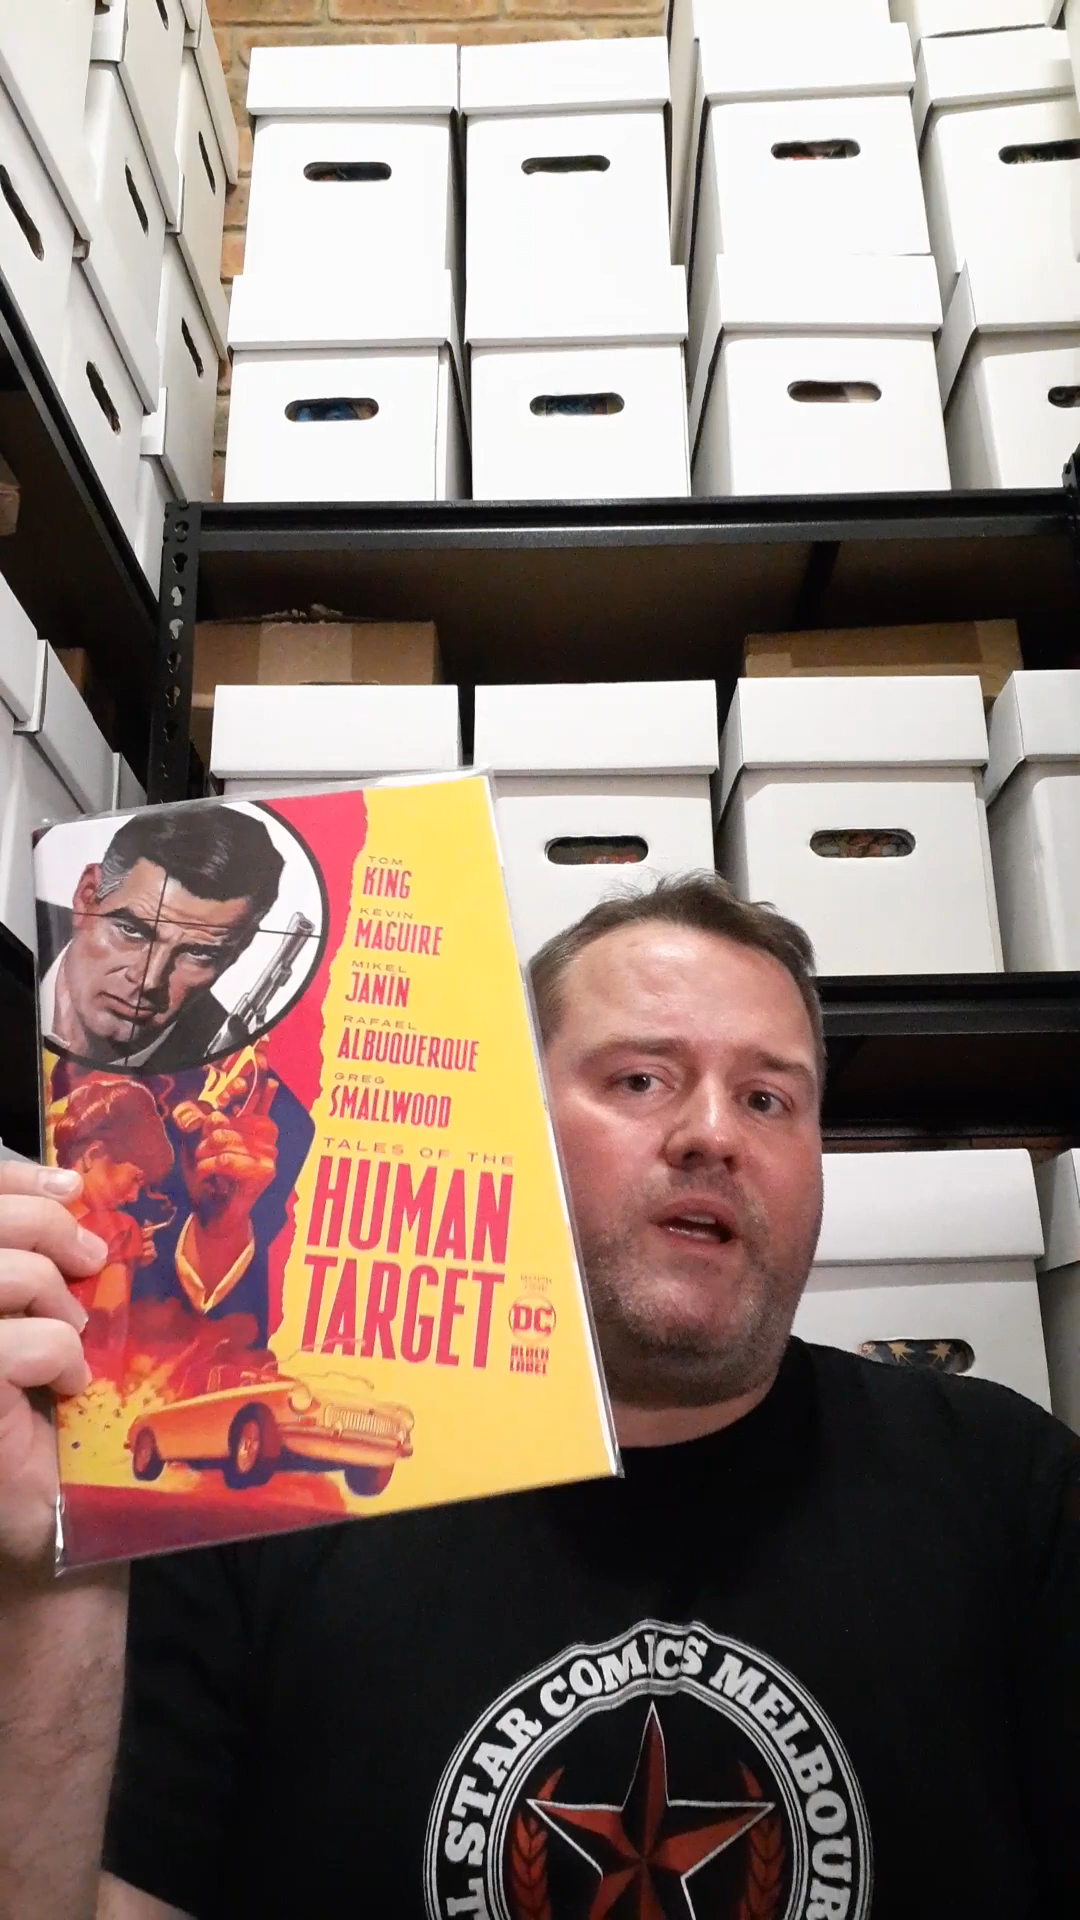 TOM
KING
KEVIN
MAGUIRE
MIKEL
JANIN
RAFAEL
ALBUQUERQUE
GREG
SMALLWOOD
TALES OF THE
HUMAN
TARGET
DC
BLACK
LABEL
LL STAR COMICS MELBOUR